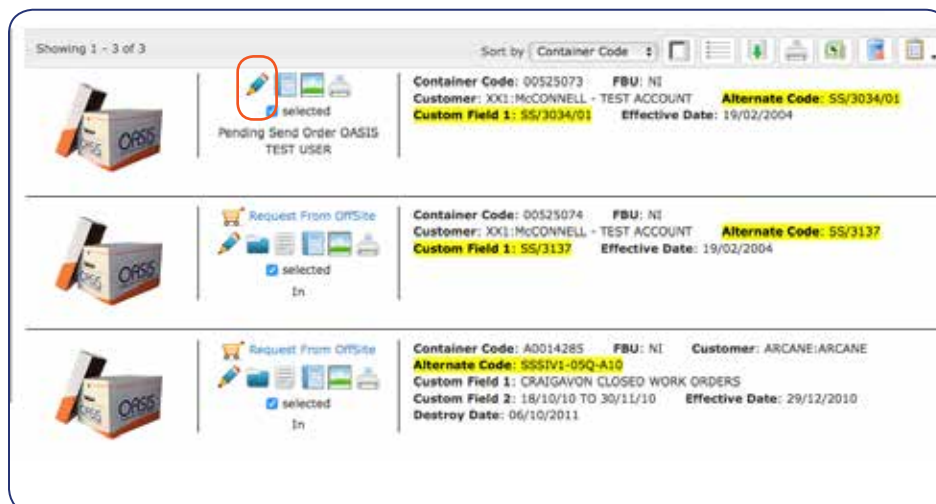 Showing 1 - 3 of 3
Sort by Container Code
OASIS
selected
Pending Send Order OASIS
TEST USER
Container Code: 00525073 FBU: NI
Customer: XX1:McCONNELL - TEST ACCOUNT Alternate Code: SS/3034/01
Custom Field 1: SS/3034/01 Effective Date: 19/02/2004
OASIS
Request From OffSite
selected
In
Container Code: 00525074 FBU: NI
Customer: XX1:McCONNELL - TEST ACCOUNT Alternate Code: SS/3137
Custom Field 1: SS/3137 Effective Date: 19/02/2004
OASIS
Request From OffSite
selected
In
Container Code: A0014285 FBU: NI Customer: ARCANE:ARCANE
Alternate Code: SSSIV1-05Q-A10
Custom Field 1: CRAIGAVON CLOSED WORK ORDERS
Custom Field 2: 18/10/10 TO 30/11/10 Effective Date: 29/12/2010
Destroy Date: 06/10/2011